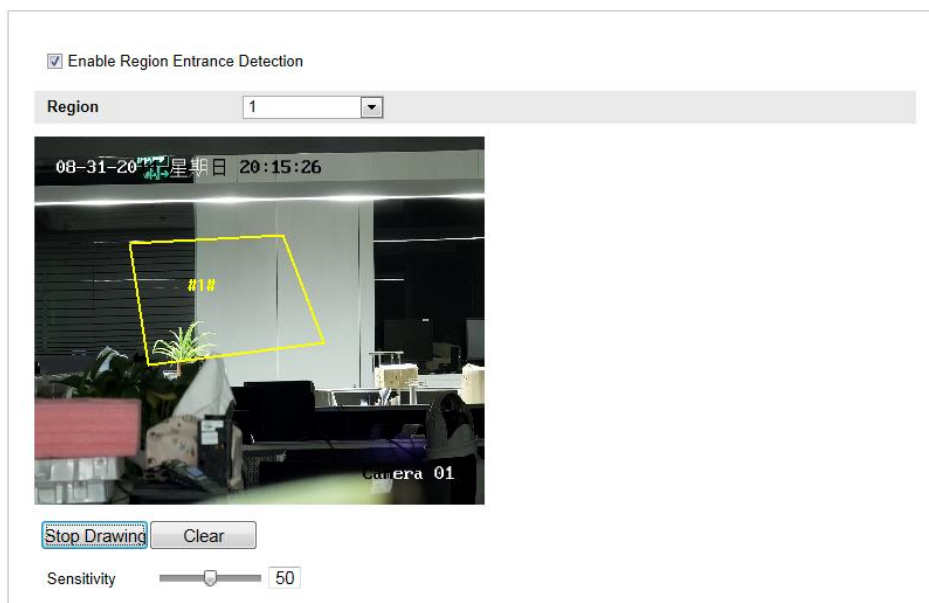 Enable Region Entrance Detection
Region 1
08-31-20 星期日 20:15:26
#1#
Camera 01
Stop Drawing Clear
Sensitivity 50